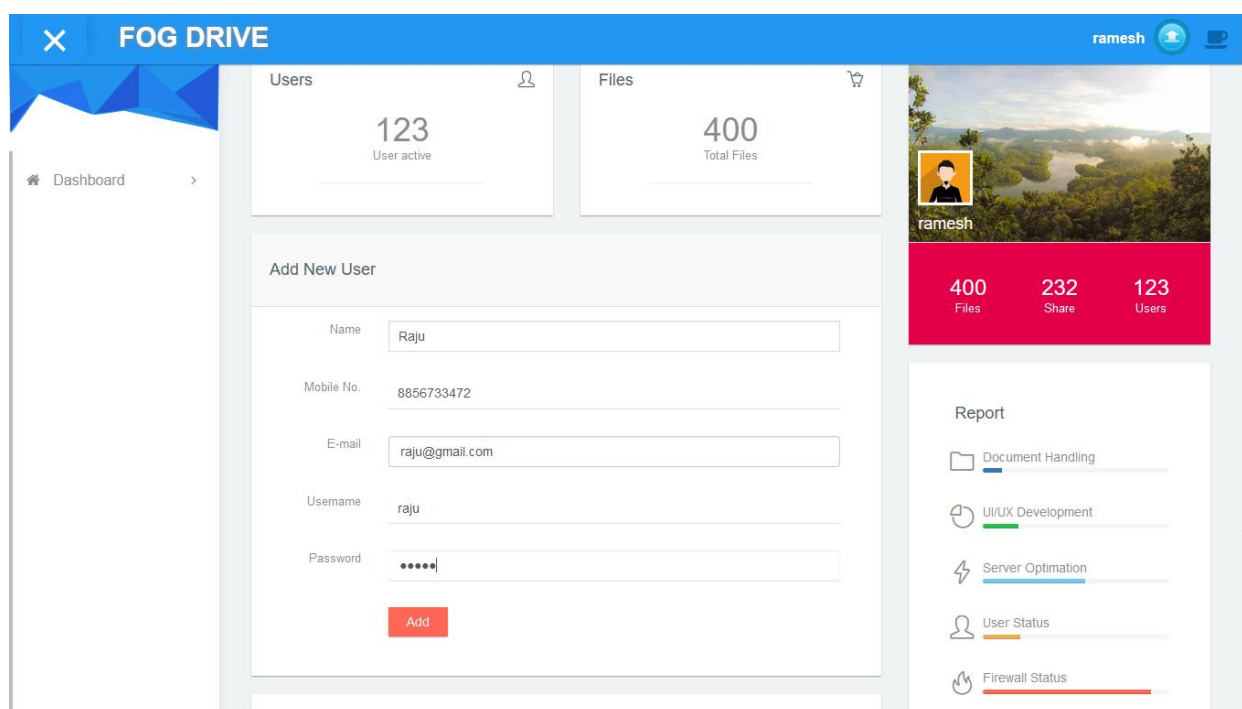 FOG DRIVE
ramesh
Dashboard
Users
123
User active
Files
400
Total Files
ramesh
400 232 123
Files Share Users
Add New User
Name Raju
Mobile No. 8856733472
E-mail raju@gmail.com
Username raju
Password •••••
Add
Report
Document Handling
UI/UX Development
Server Optimation
User Status
Firewall Status